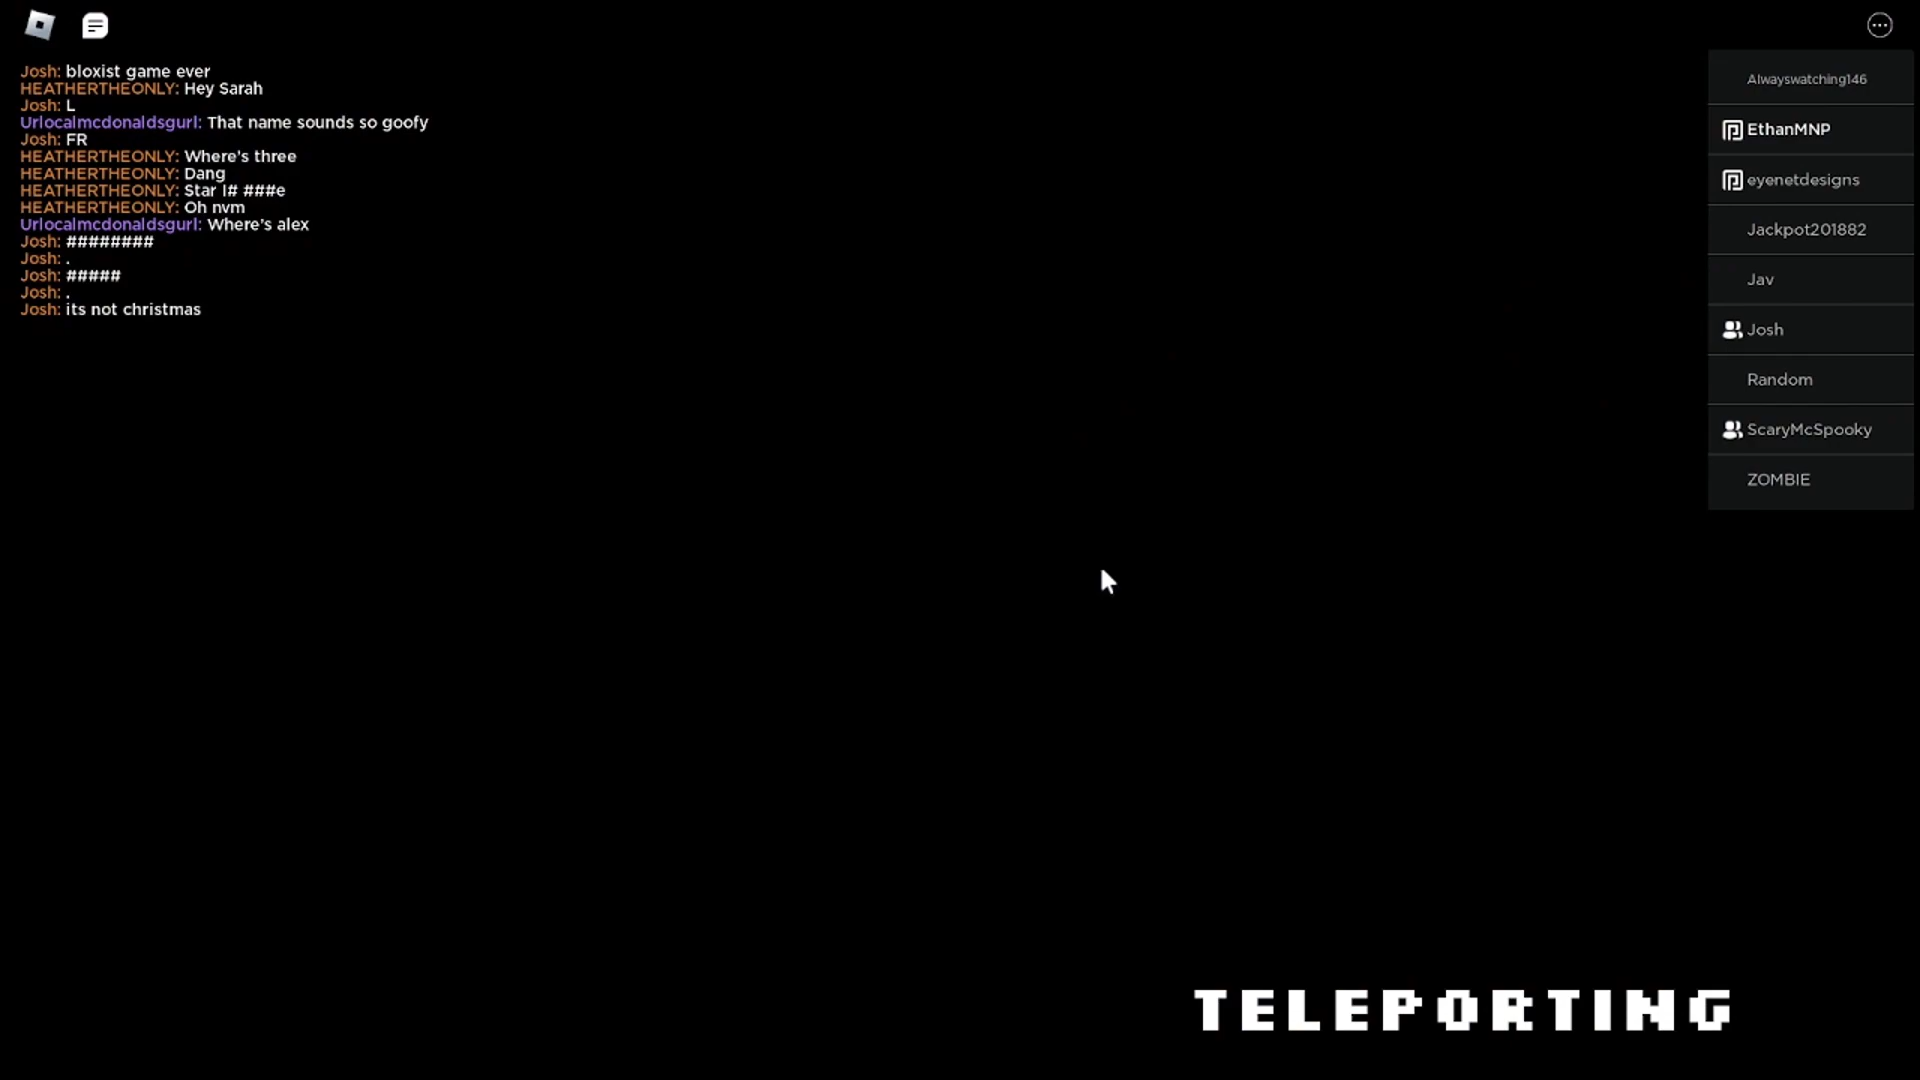 Josh: bloxist game ever
HEATHERTHEONLY: Hey Sarah
Josh: L
Urlocalmcdonaldsgurl: That name sounds so goofy
Josh: FR
HEATHERTHEONLY: Where's three
HEATHERTHEONLY: Dang
HEATHERTHEONLY: Star I# ###e
HEATHERTHEONLY: Oh nvm
Urlocalmcdonaldsgurl: Where's alex
Josh: ########
Josh: .
Josh: #####
Josh: .
Josh: its not christmas
Alwayswatching146
EthanMNP
eyenetdesigns
Jackpot201882
Jav
Josh
Random
ScaryMcSpooky
ZOMBIE
TELEPORTING